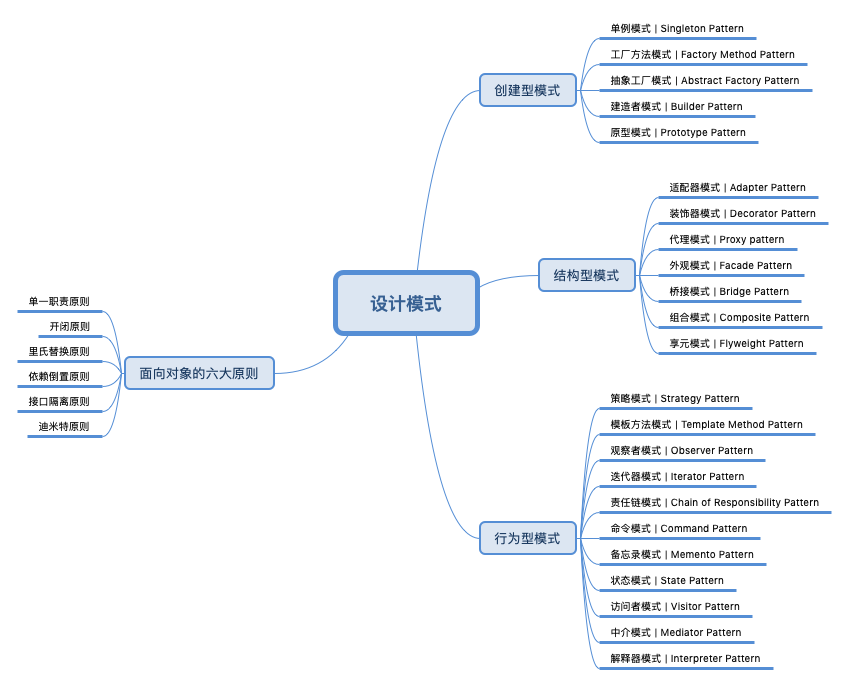 设计模式
创建型模式
单例模式 | Singleton Pattern
工厂方法模式 | Factory Method Pattern
抽象工厂模式 | Abstract Factory Pattern
建造者模式 | Builder Pattern
原型模式 | Prototype Pattern
结构型模式
适配器模式 | Adapter Pattern
装饰器模式 | Decorator Pattern
代理模式 | Proxy pattern
外观模式 | Facade Pattern
桥接模式 | Bridge Pattern
组合模式 | Composite Pattern
享元模式 | Flyweight Pattern
行为型模式
策略模式 | Strategy Pattern
模板方法模式 | Template Method Pattern
观察者模式 | Observer Pattern
迭代器模式 | Iterator Pattern
责任链模式 | Chain of Responsibility Pattern
命令模式 | Command Pattern
备忘录模式 | Memento Pattern
状态模式 | State Pattern
访问者模式 | Visitor Pattern
中介模式 | Mediator Pattern
解释器模式 | Interpreter Pattern
面向对象的六大原则
单一职责原则
开闭原则
里氏替换原则
依赖倒置原则
接口隔离原则
迪米特原则